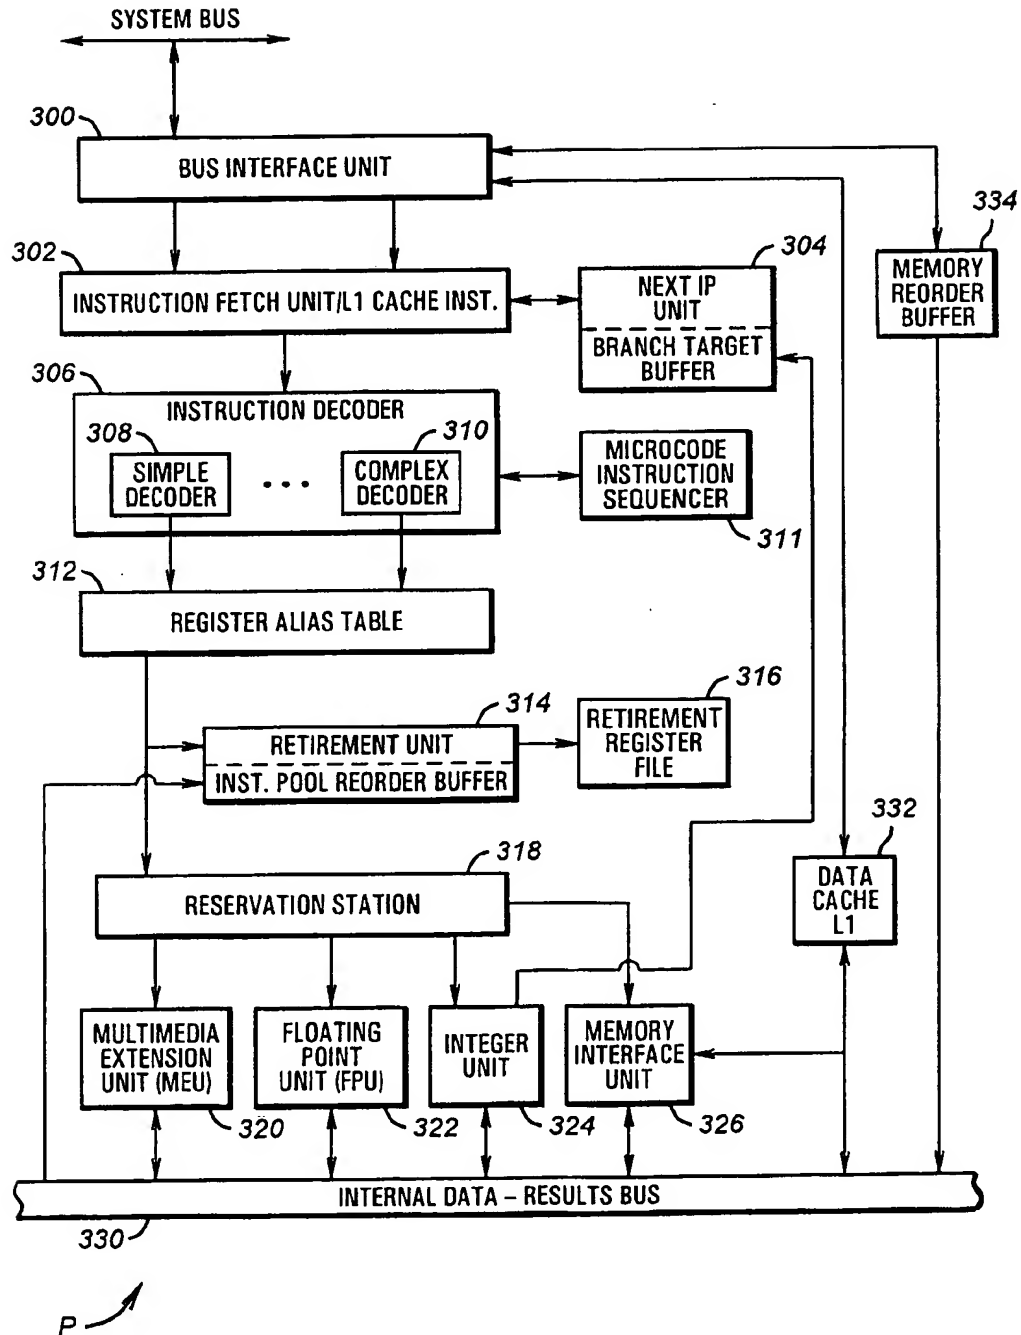 SYSTEM BUS
300
BUS INTERFACE UNIT
334
302
304
INSTRUCTION FETCH UNIT/L1 CACHE INST.
NEXT IP
UNIT
BRANCH TARGET
BUFFER
MEMORY
REORDER
BUFFER
306
INSTRUCTION DECODER
308
310
SIMPLE
DECODER
• • •
COMPLEX
DECODER
MICROCODE
INSTRUCTION
SEQUENCER
311
312
REGISTER ALIAS TABLE
314
316
RETIREMENT UNIT
INST. POOL REORDER BUFFER
RETIREMENT
REGISTER
FILE
332
318
RESERVATION STATION
DATA
CACHE
L1
MULTIMEDIA
EXTENSION
UNIT (MEU)
320
FLOATING
POINT
UNIT (FPU)
322
INTEGER
UNIT
324
MEMORY
INTERFACE
UNIT
326
INTERNAL DATA – RESULTS BUS
330
P